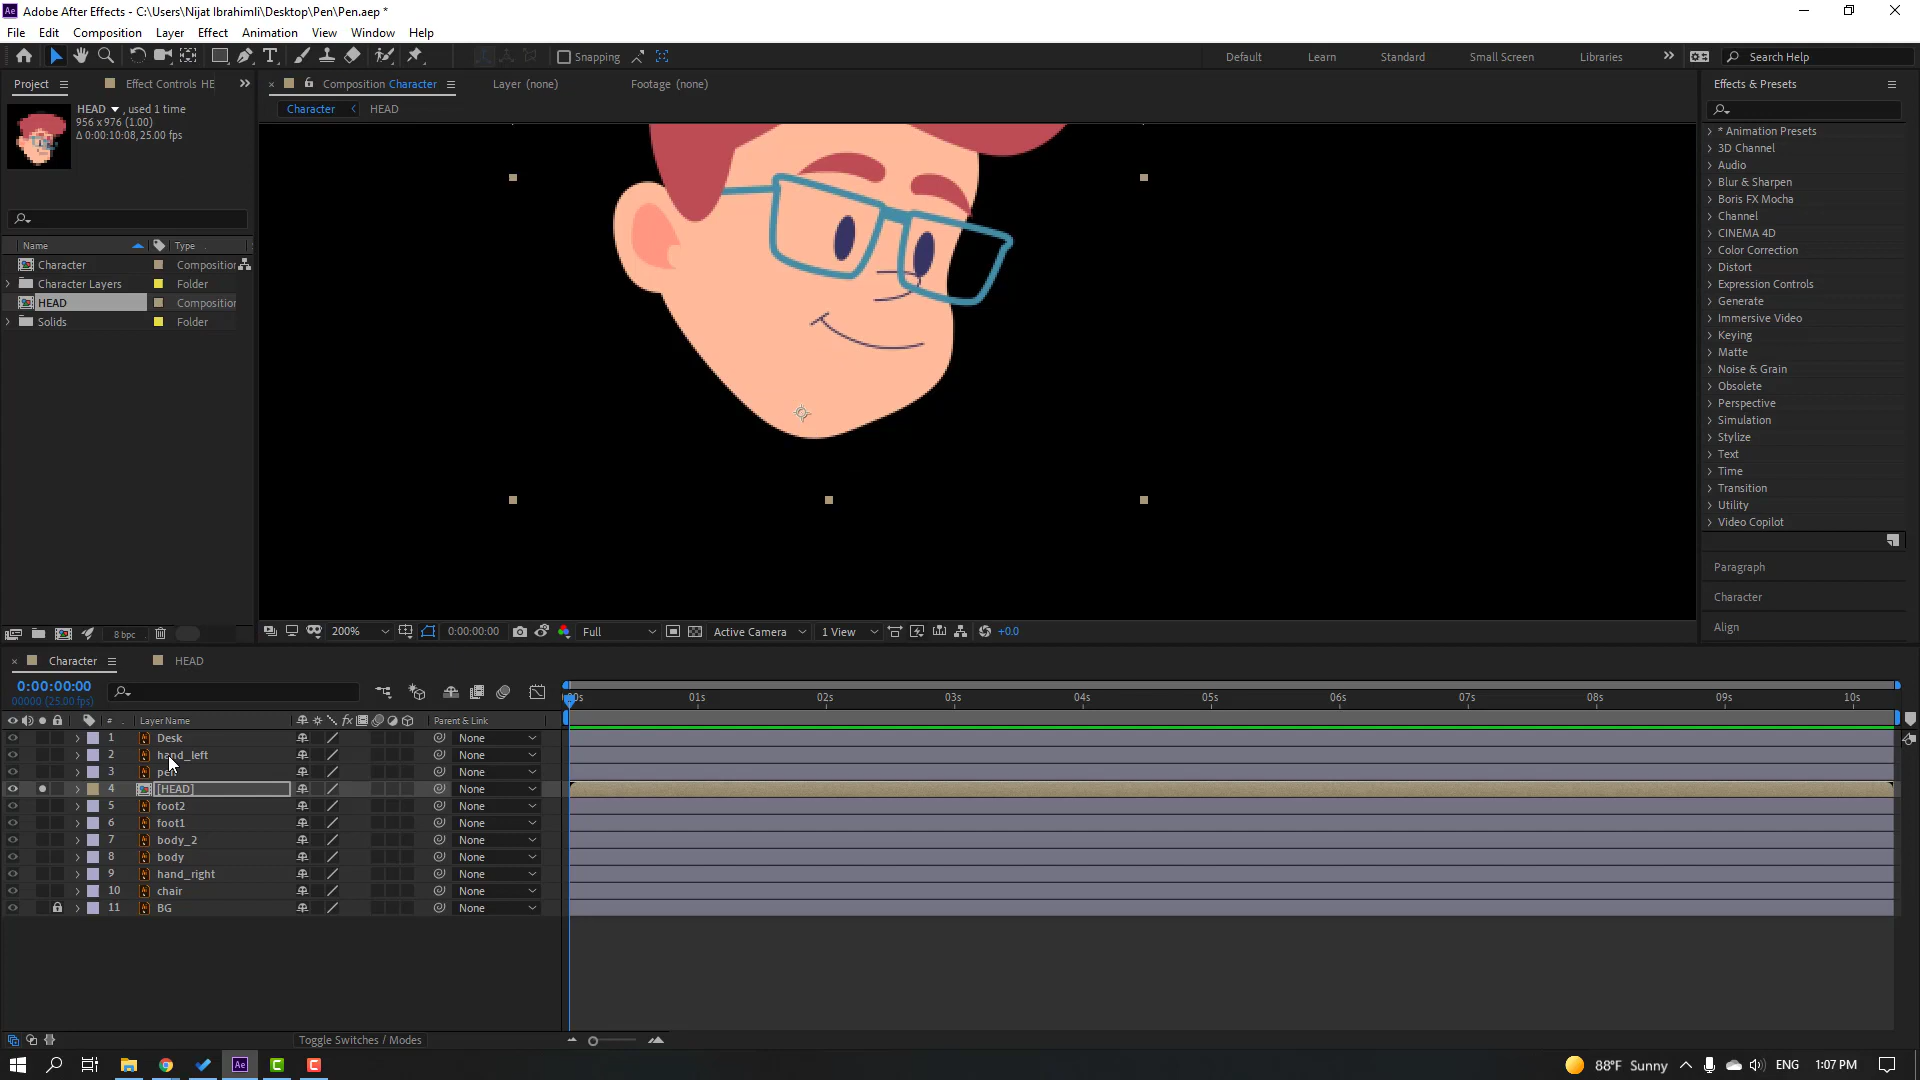 Ae Adobe After Effects - C:\Users\Nijat Ibrahimli\Desktop\Pen\Pen.aep *
File Edit Composition Layer Effect Animation View Window Help
Snapping
Default Learn Standard Small Screen Libraries
Search Help
Project
Effect Controls HE
Composition Character
Layer (none)
Footage (none)
Effects & Presets
HEAD , used 1 time
956 x 976 (1.00)
Δ 0:00:10:08, 25.00 fps
Character HEAD
Name Type
Character Composition
Character Layers Folder
HEAD Composition
Solids Folder
* Animation Presets
3D Channel
Audio
Blur & Sharpen
Boris FX Mocha
Channel
CINEMA 4D
Color Correction
Distort
Expression Controls
Generate
Immersive Video
Keying
Matte
Noise & Grain
Obsolete
Perspective
Simulation
Stylize
Text
Time
Transition
Utility
Video Copilot
Paragraph
Character
Align
8 bpc
200% 0:00:00:00 Full Active Camera 1 View +0.0
Character HEAD
0:00:00:00
00000 (25.00 fps)
01s 02s 03s 04s 05s 06s 07s 08s 09s 10s
# Layer Name fx Parent & Link
1 Desk None
2 hand_left None
3 pen None
4 [HEAD] None
5 foot2 None
6 foot1 None
7 body_2 None
8 body None
9 hand_right None
10 chair None
11 BG None
Toggle Switches / Modes
Ae
88°F Sunny ENG 1:07 PM